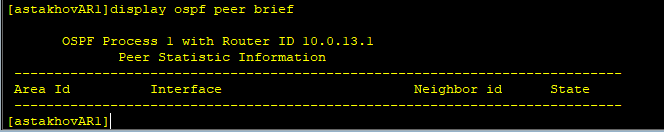 [astakhovAR1]display ospf peer brief
OSPF Process 1 with Router ID 10.0.13.1
Peer Statistic Information
----------------------------------------------------------------------------
Area Id Interface Neighbor id State
----------------------------------------------------------------------------
[astakhovAR1]